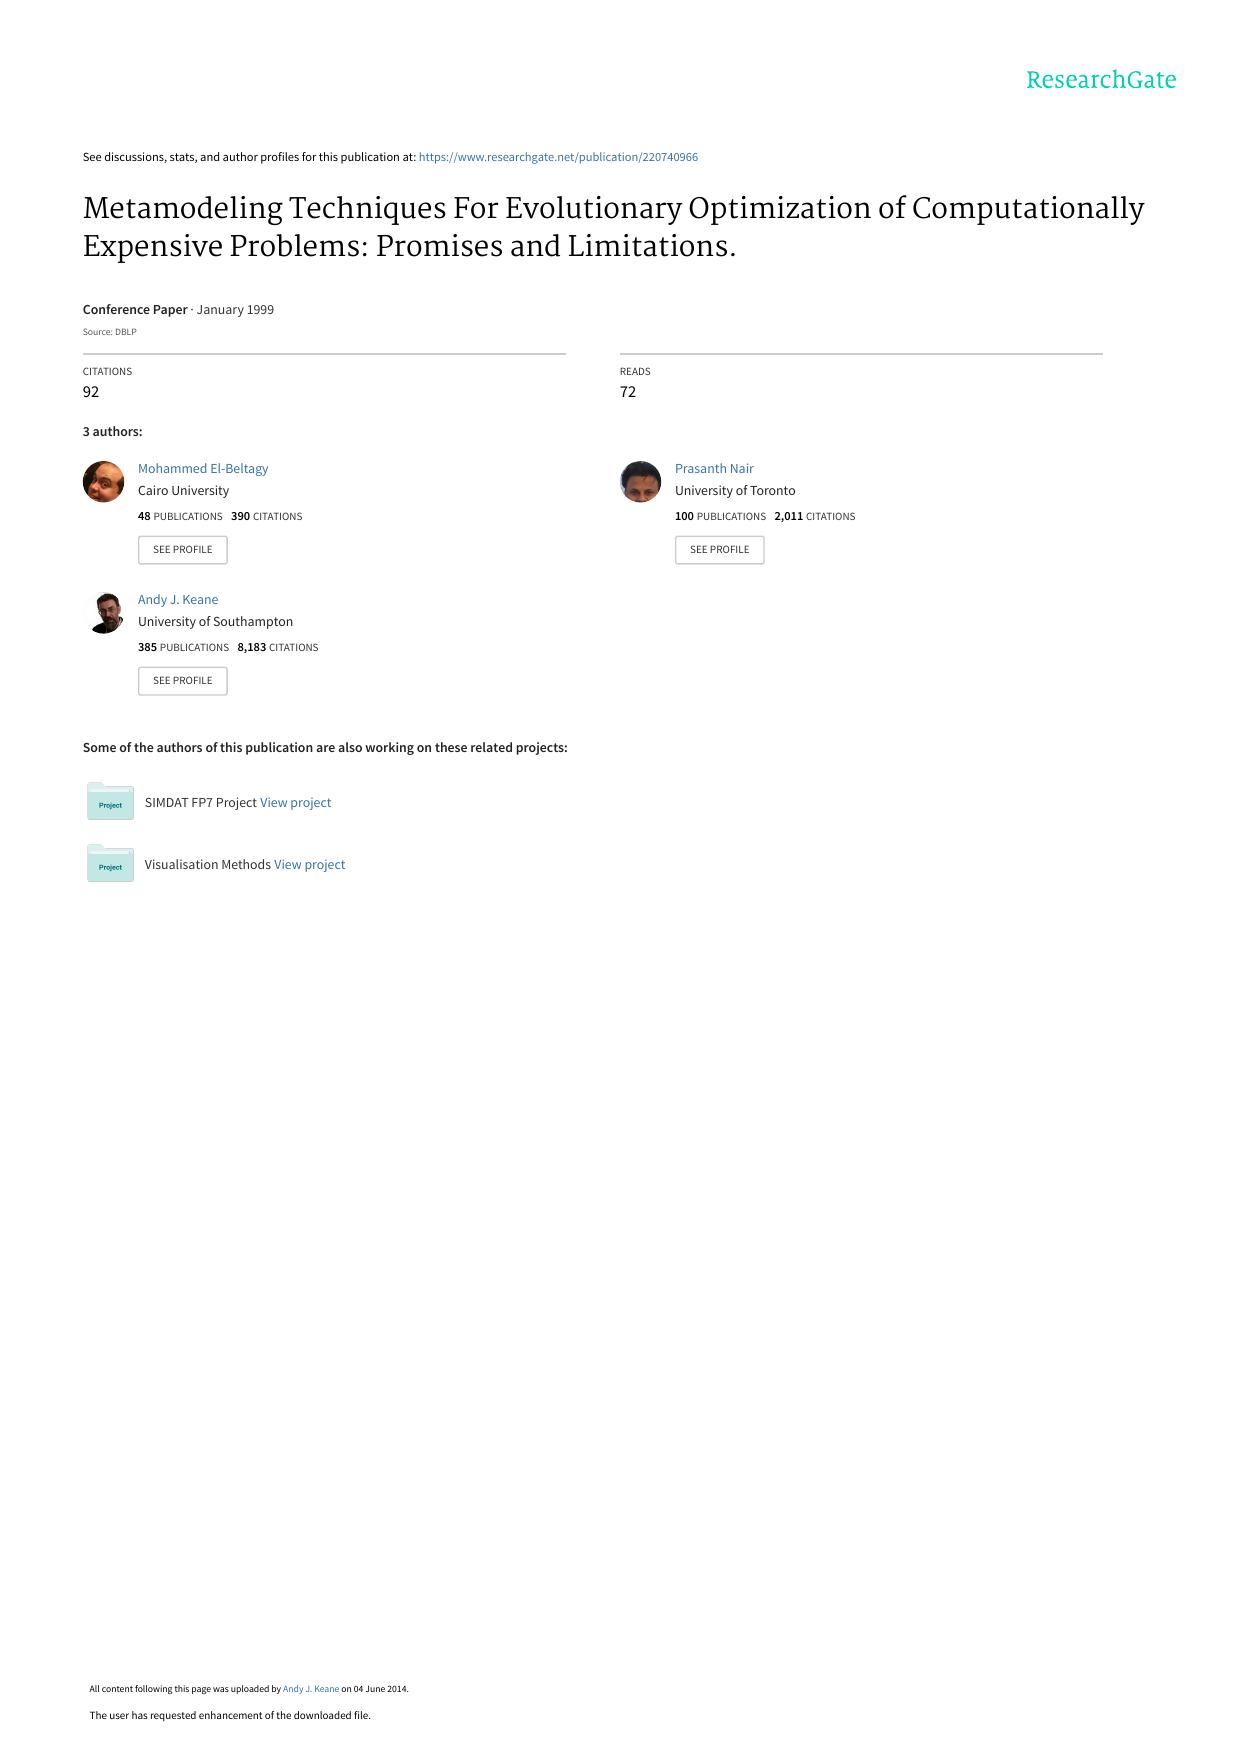 ResearchGate
See discussions, stats, and author profiles for this publication at: https://www.researchgate.net/publication/220740966
Metamodeling Techniques For Evolutionary Optimization of Computationally
Expensive Problems: Promises and Limitations.
Conference Paper · January 1999
Source: DBLP
CITATIONS
92
READS
72
3 authors:
Mohammed El-Beltagy
Cairo University
48 PUBLICATIONS 390 CITATIONS
SEE PROFILE
Prasanth Nair
University of Toronto
100 PUBLICATIONS 2,011 CITATIONS
SEE PROFILE
Andy J. Keane
University of Southampton
385 PUBLICATIONS 8,183 CITATIONS
SEE PROFILE
Some of the authors of this publication are also working on these related projects:
Project
SIMDAT FP7 Project View project
Project
Visualisation Methods View project
All content following this page was uploaded by Andy J. Keane on 04 June 2014.
The user has requested enhancement of the downloaded file.